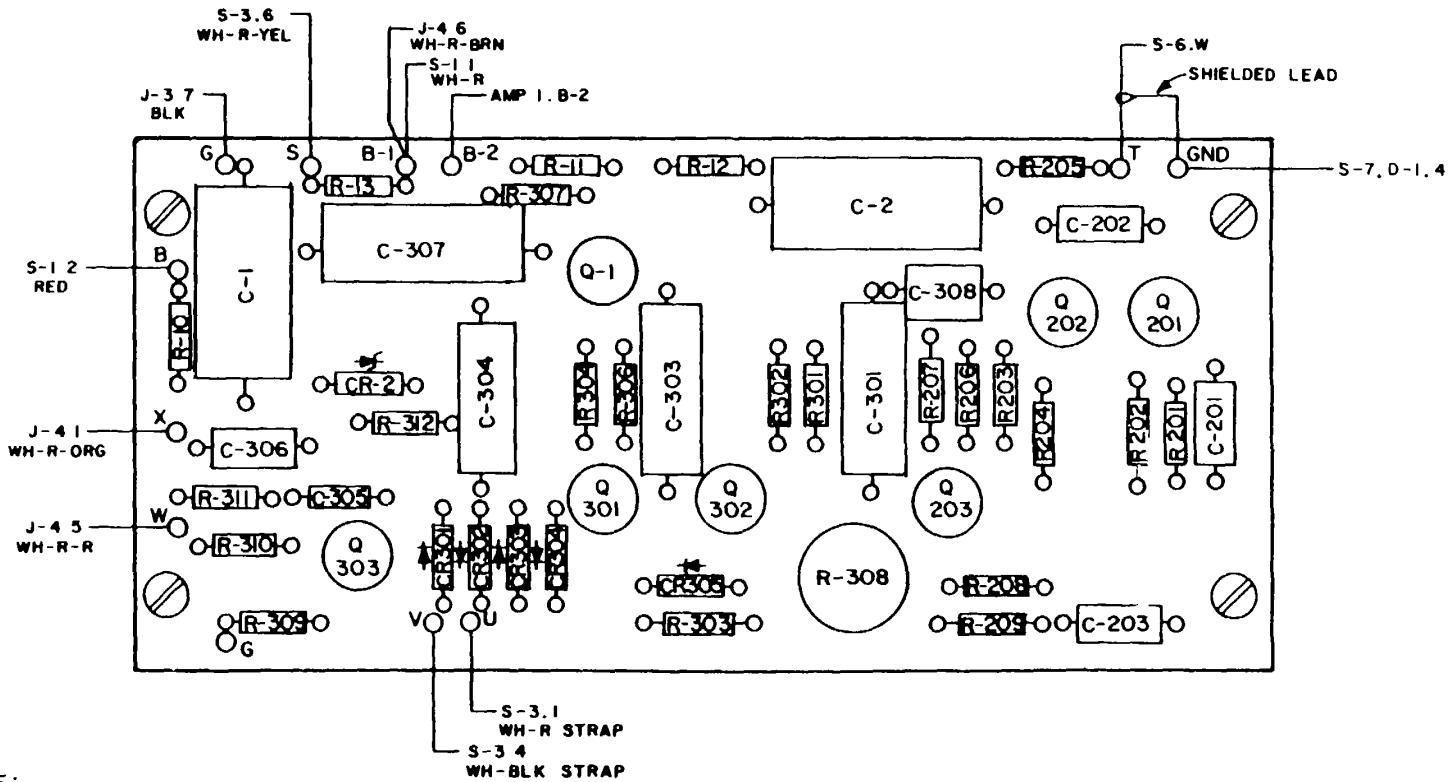 S-3.6
WH-R-YEL
J-4 6
WH-R-BRN
S-1 1
WH-R
J-3 7
BLK
AMP 1. B-2
S-6.W
SHIELDED LEAD
G
S
B-1
B-2
T
GND
S-7, D-1.4
R-13
R-11
R-12
R-205
R-307
C-1
C-307
C-2
C-202
B
S-1 2
RED
R-10
Q-1
C-308
Q
202
Q
201
CR-2
R-312
C-304
R304
R-306
C-303
R302
R301
C-301
R-207
R206
R203
R204
R-202
R201
C-201
X
J-4 1
WH-R-ORG
C-306
R-311
C-305
W
J-4 5
WH-R-R
R-310
Q
303
Q
301
Q
302
Q
203
CR301
CR302
CR303
CR304
CR305
R-308
R-208
R-309
G
V
U
R-303
R-209
C-203
S-3.1
WH-R STRAP
S-3 4
WH-BLK STRAP